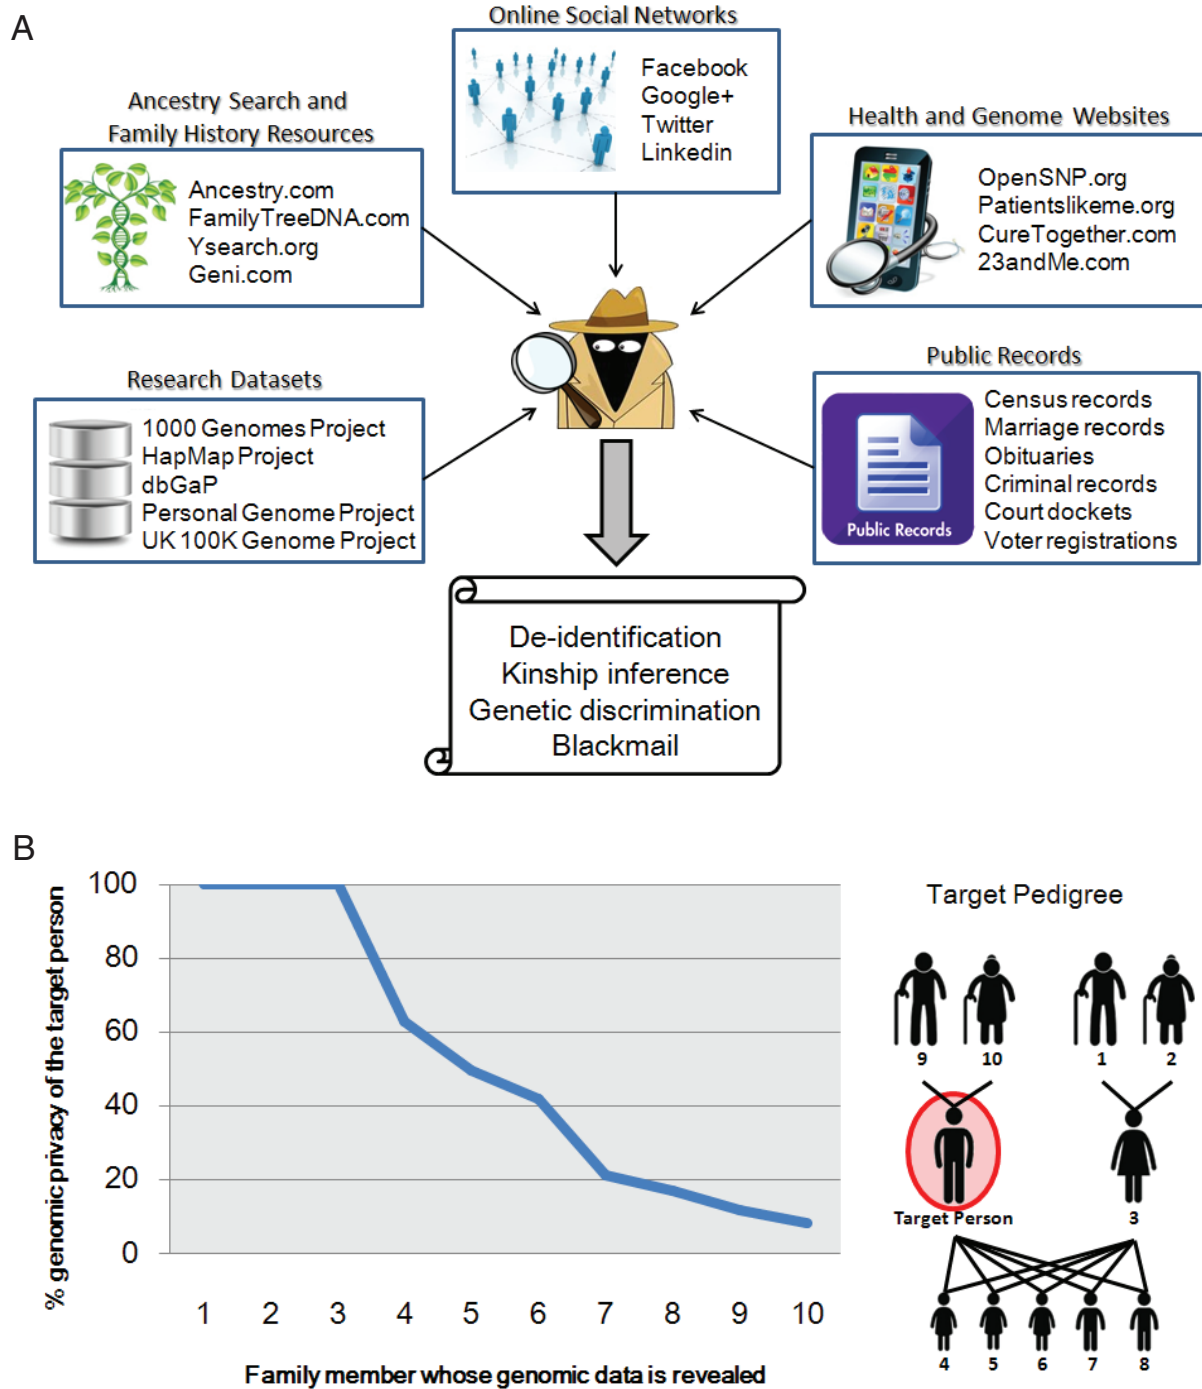 A
Online Social Networks
Facebook
Google+
Twitter
Linkedin
Ancestry Search and
Family History Resources
Ancestry.com
FamilyTreeDNA.com
Ysearch.org
Geni.com
Health and Genome Websites
OpenSNP.org
Patientslikeme.org
CureTogether.com
23andMe.com
Research Datasets
1000 Genomes Project
HapMap Project
dbGaP
Personal Genome Project
UK 100K Genome Project
Public Records
Public Records
Census records
Marriage records
Obituaries
Criminal records
Court dockets
Voter registrations
De-identification
Kinship inference
Genetic discrimination
Blackmail
B
% genomic privacy of the target person
100
80
60
40
20
0
1 2 3 4 5 6 7 8 9 10
Family member whose genomic data is revealed
Target Pedigree
9 10 1 2
Target Person 3
4 5 6 7 8